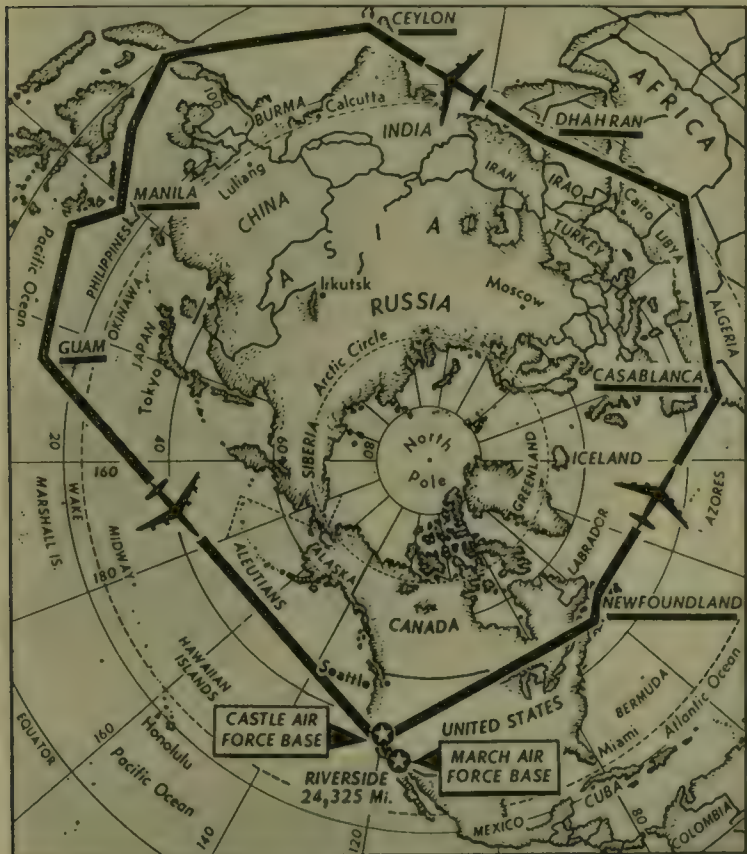 CEYLON
AFRICA
100
BURMA
Calcutta
INDIA
DHAHRAN
Luliang
CHINA
IRAN
IRAQ
Cairo
MANILA
ASIA
TURKEY
LIBYA
Pacific Ocean
PHILIPPINES
OKINAWA
Irkutsk
RUSSIA
Moscow
ALGERIA
GUAM
JAPAN
Tokyo
Arctic Circle
CASABLANCA
20
40
60
80
SIBERIA
North
Pole
GREENLAND
ICELAND
160
WAKE
MARSHALL IS.
MIDWAY
AZORES
180
ALEUTIANS
ALASKA
LABRADOR
CANADA
NEWFOUNDLAND
HAWAIIAN
ISLANDS
Seattle
BERMUDA
Atlantic Ocean
EQUATOR
160
Honolulu
Pacific Ocean
CASTLE AIR
FORCE BASE
UNITED STATES
Miami
MARCH AIR
FORCE BASE
RIVERSIDE
24,325 Mi.
CUBA
MEXICO
80
COLOMBIA
140
120